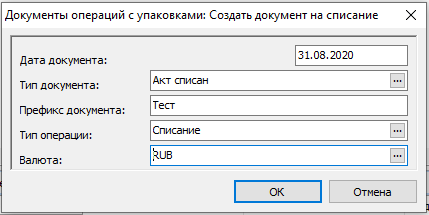 Документы операций с упаковками: Создать документ на списание
Дата документа: 31.08.2020
Тип документа: Акт списан ...
Префикс документа: Тест
Тип операции: Списание ...
Валюта: RUB ...
ОК Отмена